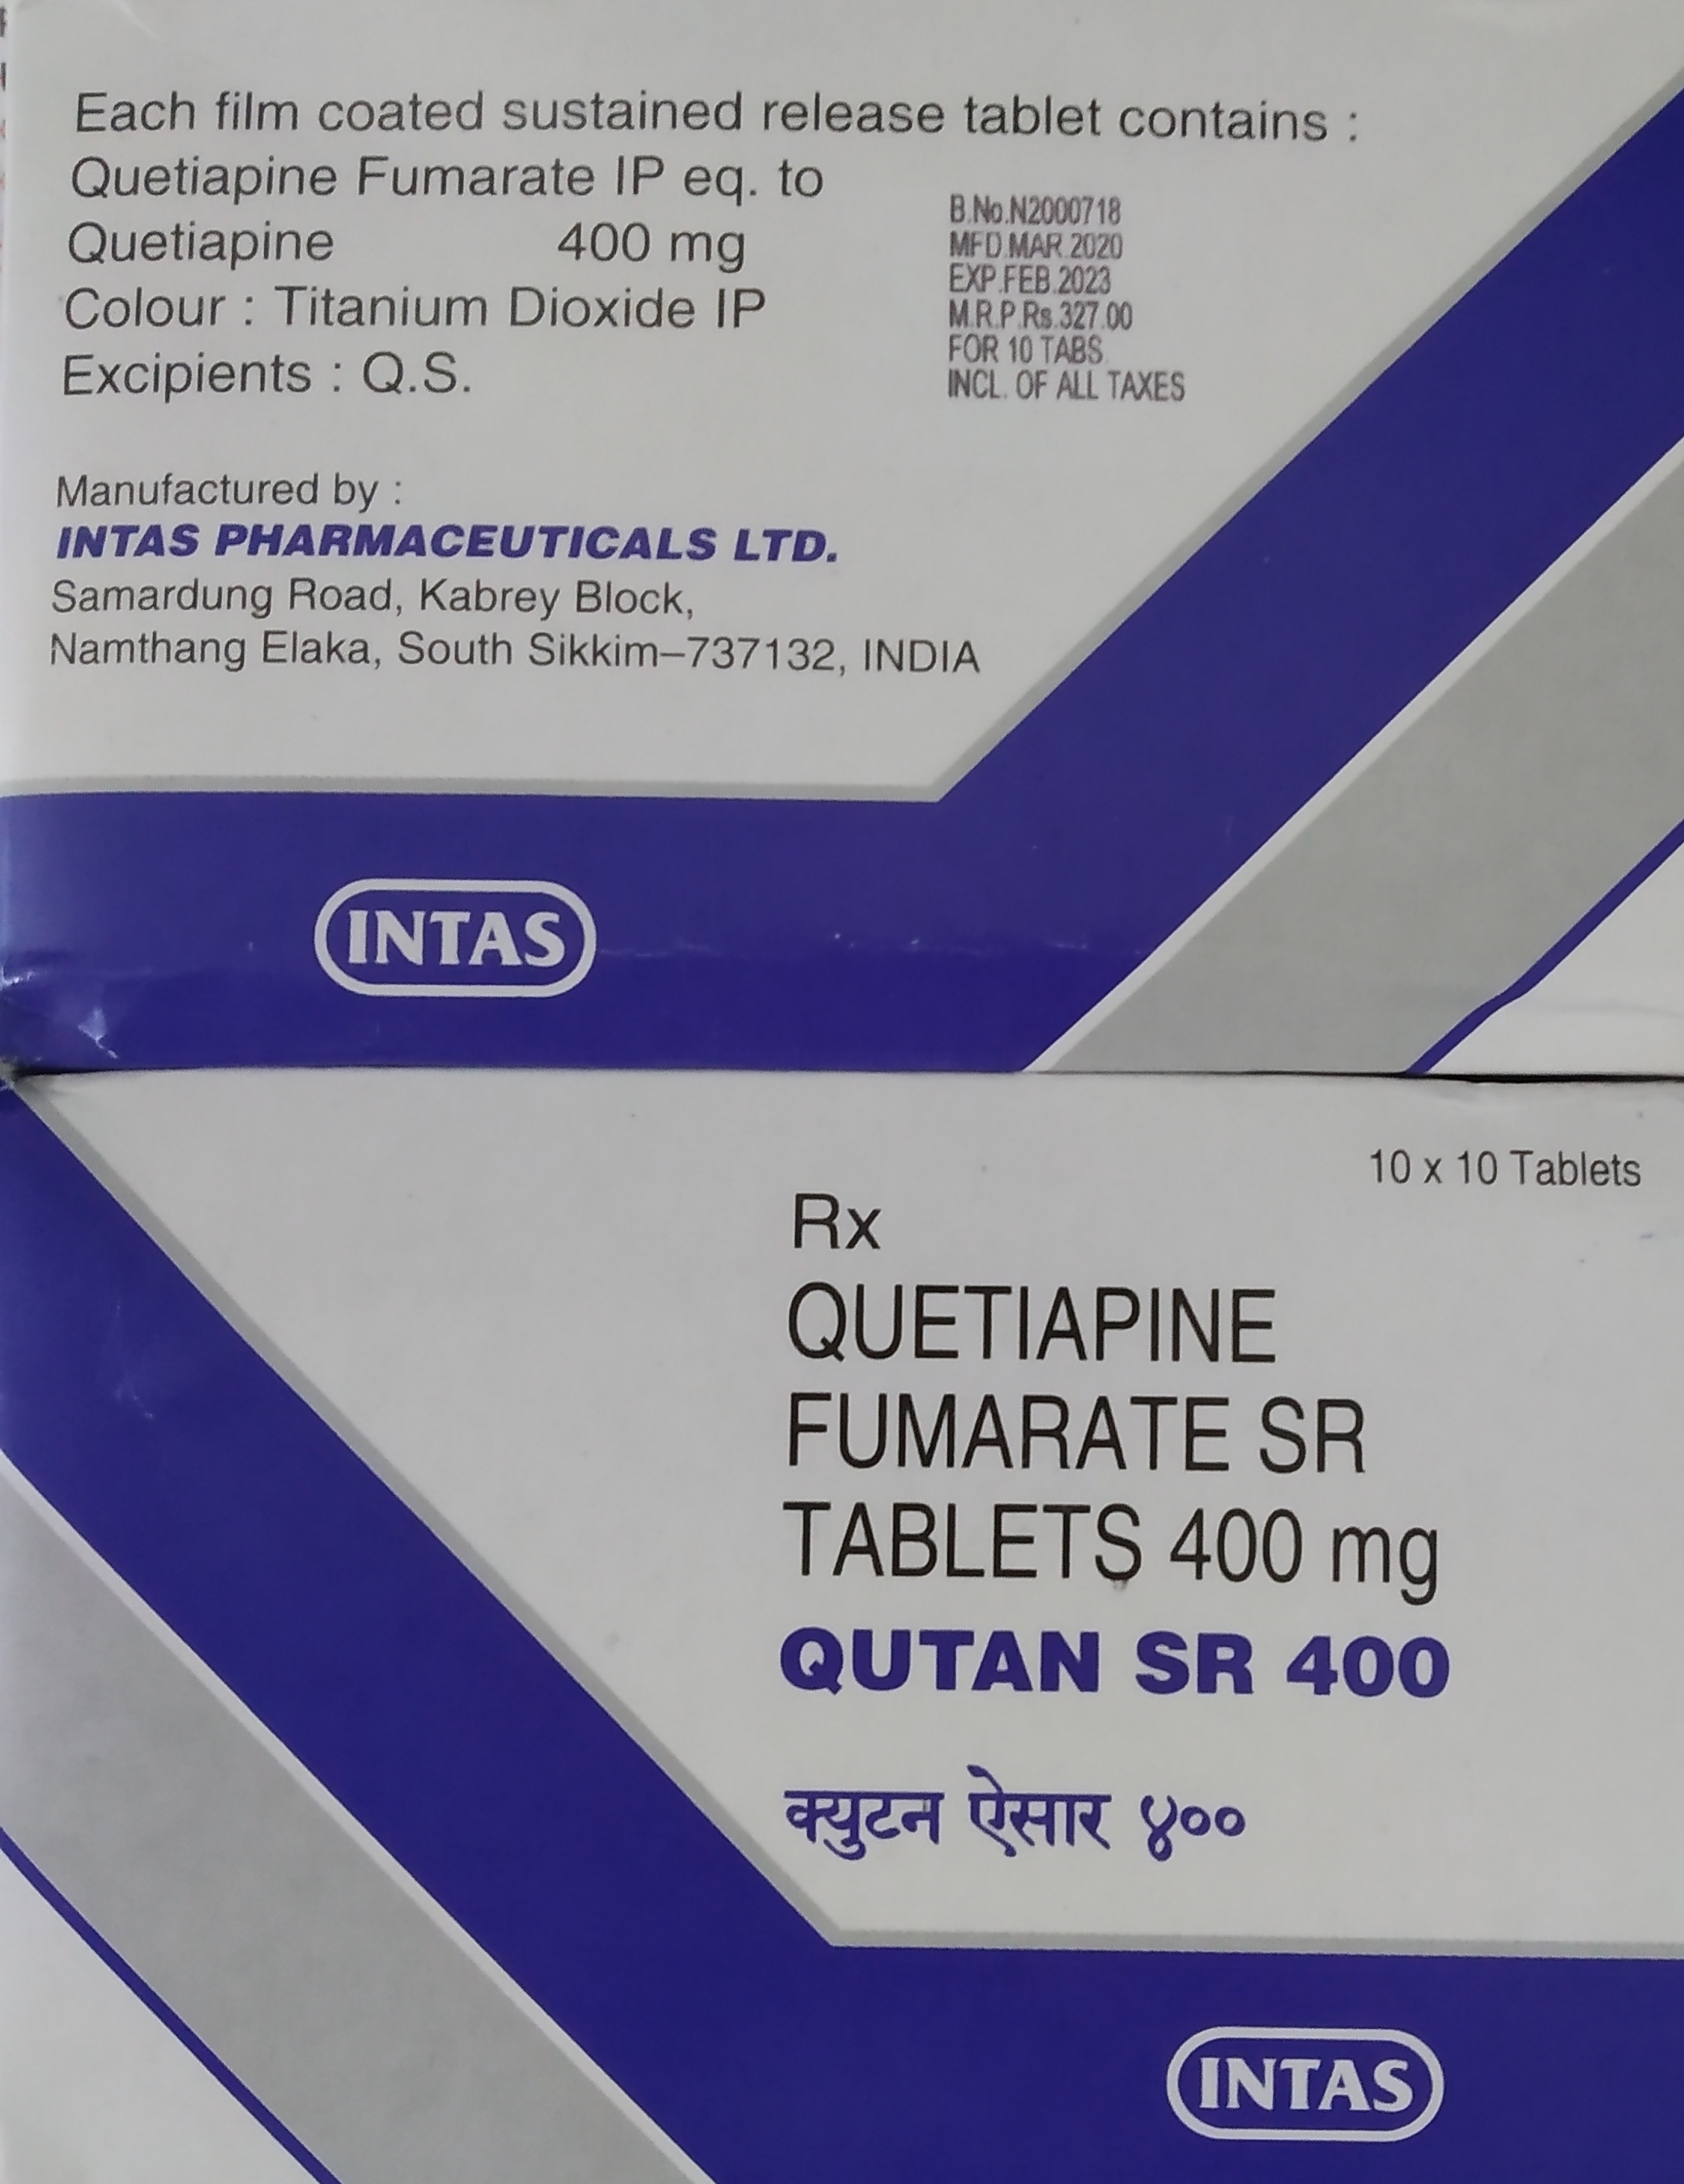 Each film coated sustained release tablet contains :
Quetiapine Fumarate IP eq. to
Quetiapine 400 mg
Colour : Titanium Dioxide IP
Excipients : Q.S.
B.No.N2000718
MFD.MAR.2020
EXP.FEB.2023
M.R.P.Rs.327.00
FOR 10 TABS.
INCL. OF ALL TAXES
Manufactured by :
INTAS PHARMACEUTICALS LTD.
Samardung Road, Kabrey Block,
Namthang Elaka, South Sikkim–737132, INDIA
INTAS
10 x 10 Tablets
Rx
QUETIAPINE
FUMARATE SR
TABLETS 400 mg
QUTAN SR 400
क्युटन ऐसार ४००
INTAS